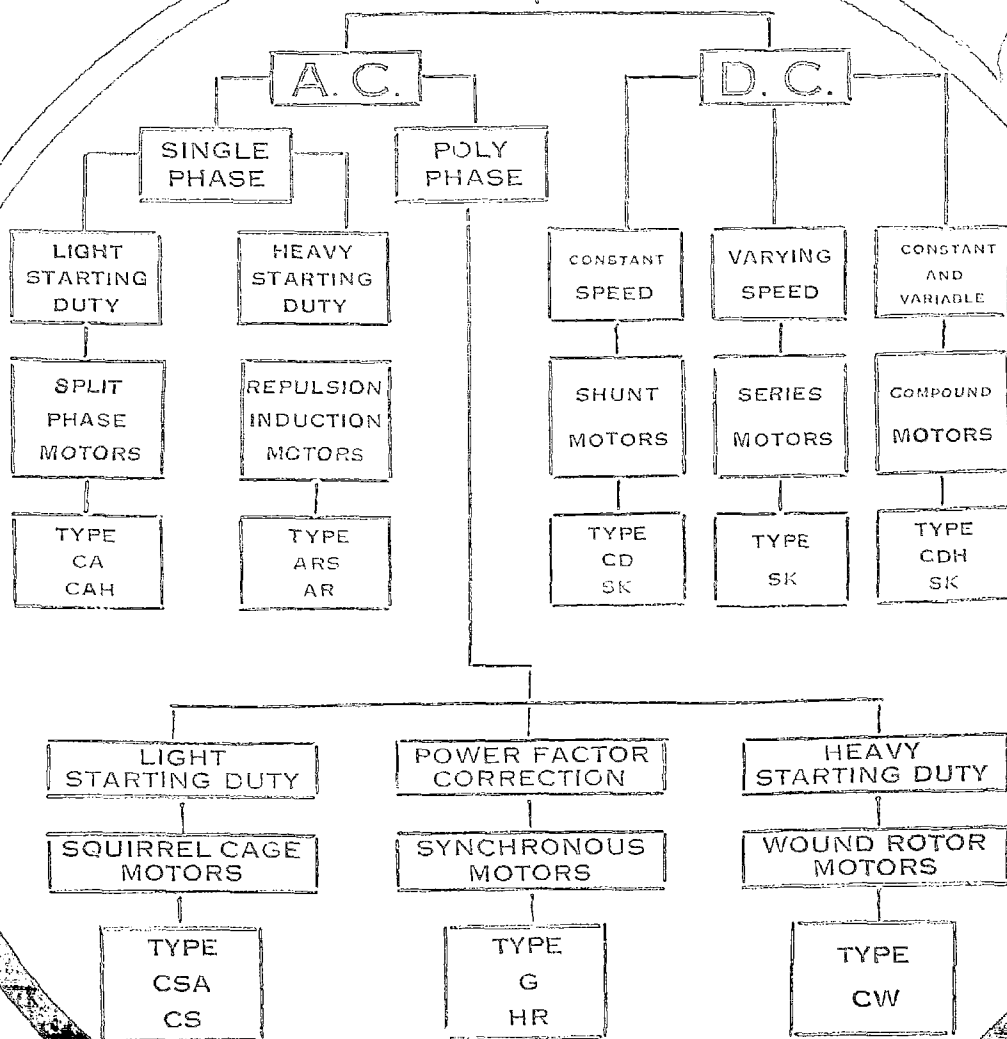 A. C.
D. C.
SINGLE
PHASE
POLY
PHASE
LIGHT
STARTING
DUTY
HEAVY
STARTING
DUTY
CONSTANT
SPEED
VARYING
SPEED
CONSTANT
AND
VARIABLE
SPLIT
PHASE
MOTORS
REPULSION
INDUCTION
MOTORS
SHUNT
MOTORS
SERIES
MOTORS
COMPOUND
MOTORS
TYPE
CA
CAH
TYPE
ARS
AR
TYPE
CD
SK
TYPE
SK
TYPE
CDH
SK
LIGHT
STARTING DUTY
POWER FACTOR
CORRECTION
HEAVY
STARTING DUTY
SQUIRREL CAGE
MOTORS
SYNCHRONOUS
MOTORS
WOUND ROTOR
MOTORS
TYPE
CSA
CS
TYPE
G
HR
TYPE
CW